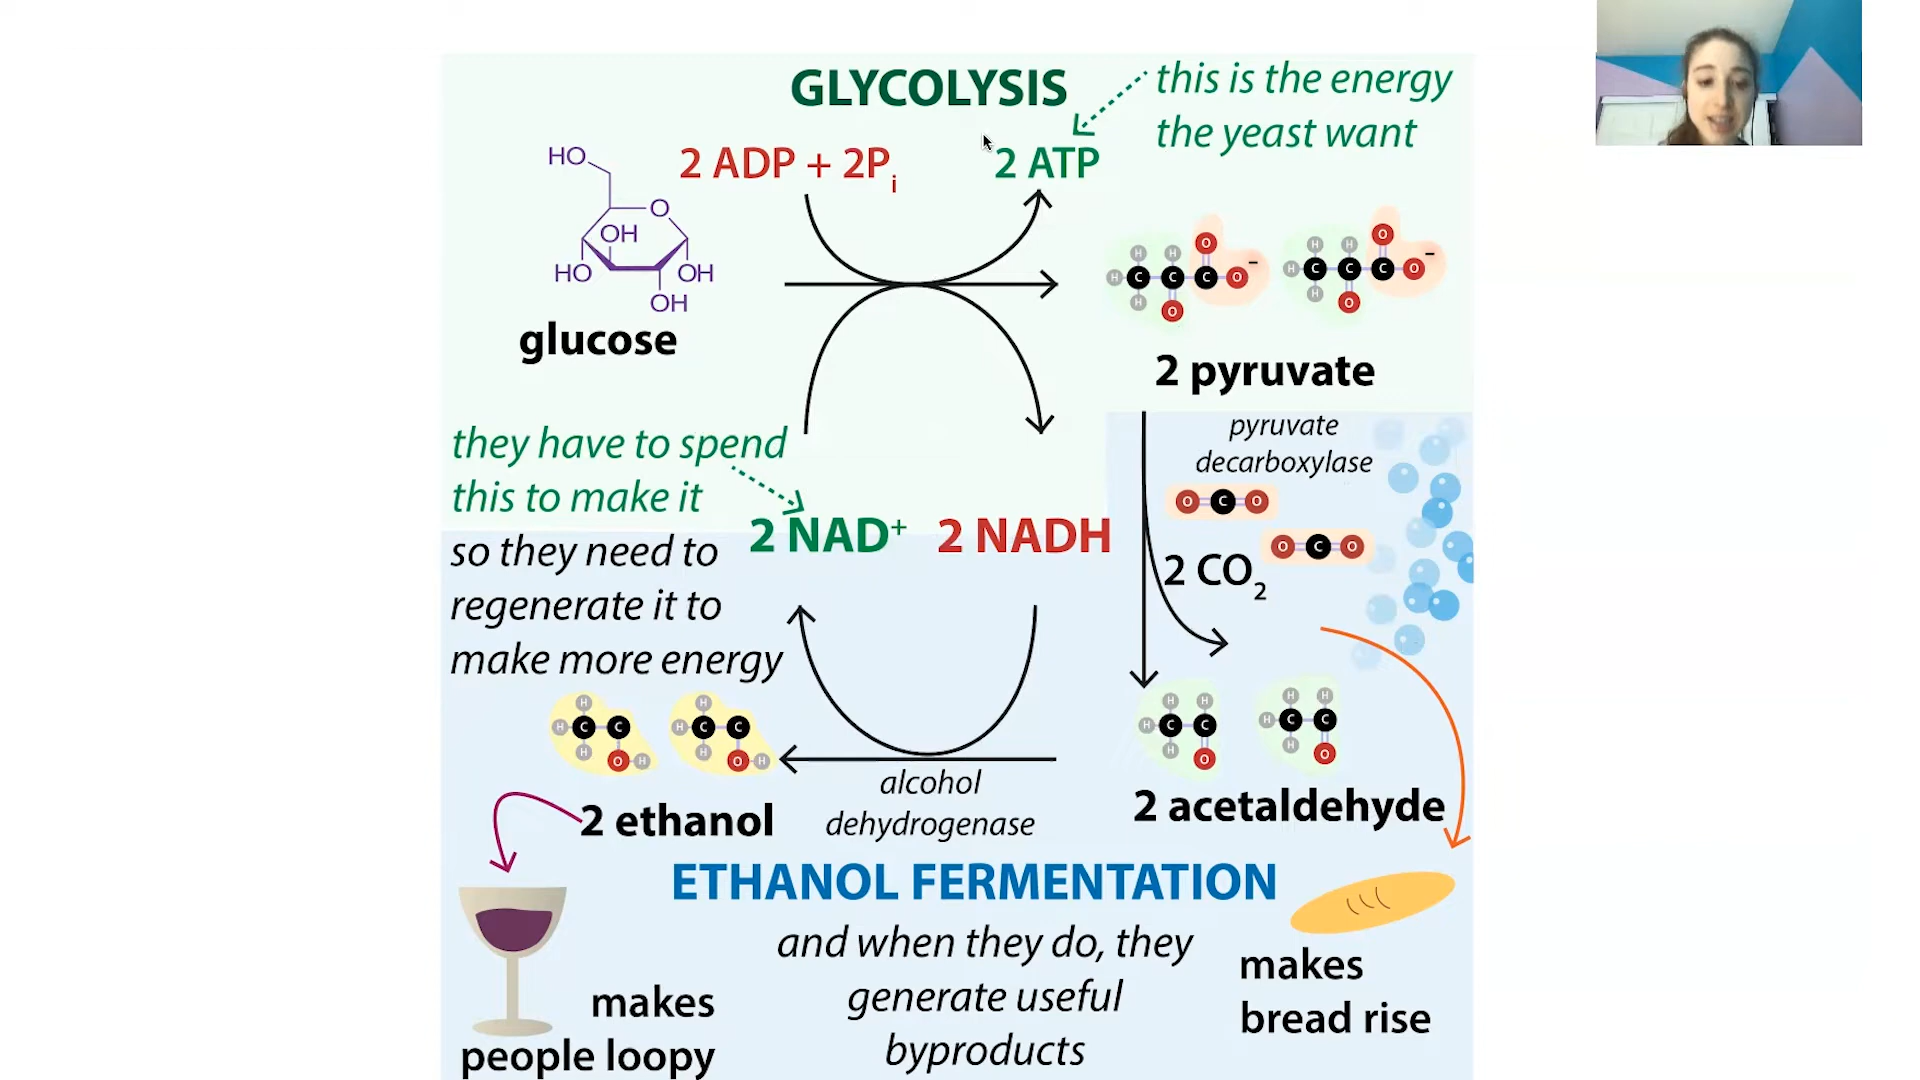 GLYCOLYSIS
this is the energy
the yeast want
2 ADP + 2Pi
2 ATP
HO
O
OH
HO
OH
OH
glucose
H H O
H C C C O -
H O
H H O
H C C C O -
H O
2 pyruvate
they have to spend
this to make it
2 NAD+ 2 NADH
so they need to
regenerate it to
make more energy
pyruvate
decarboxylase
O C O
O C O
2 CO2
H
H C C
H O H
H
H C C
H O H
2 ethanol
alcohol
dehydrogenase
H H
H C C
H O
H H
H C C
H O
2 acetaldehyde
ETHANOL FERMENTATION
and when they do, they
generate useful
byproducts
makes
people loopy
makes
bread rise